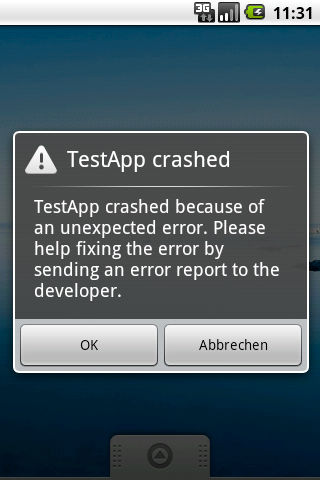 3G 11:31
TestApp crashed
TestApp crashed because of
an unexpected error. Please
help fixing the error by
sending an error report to the
developer.
OK Abbrechen